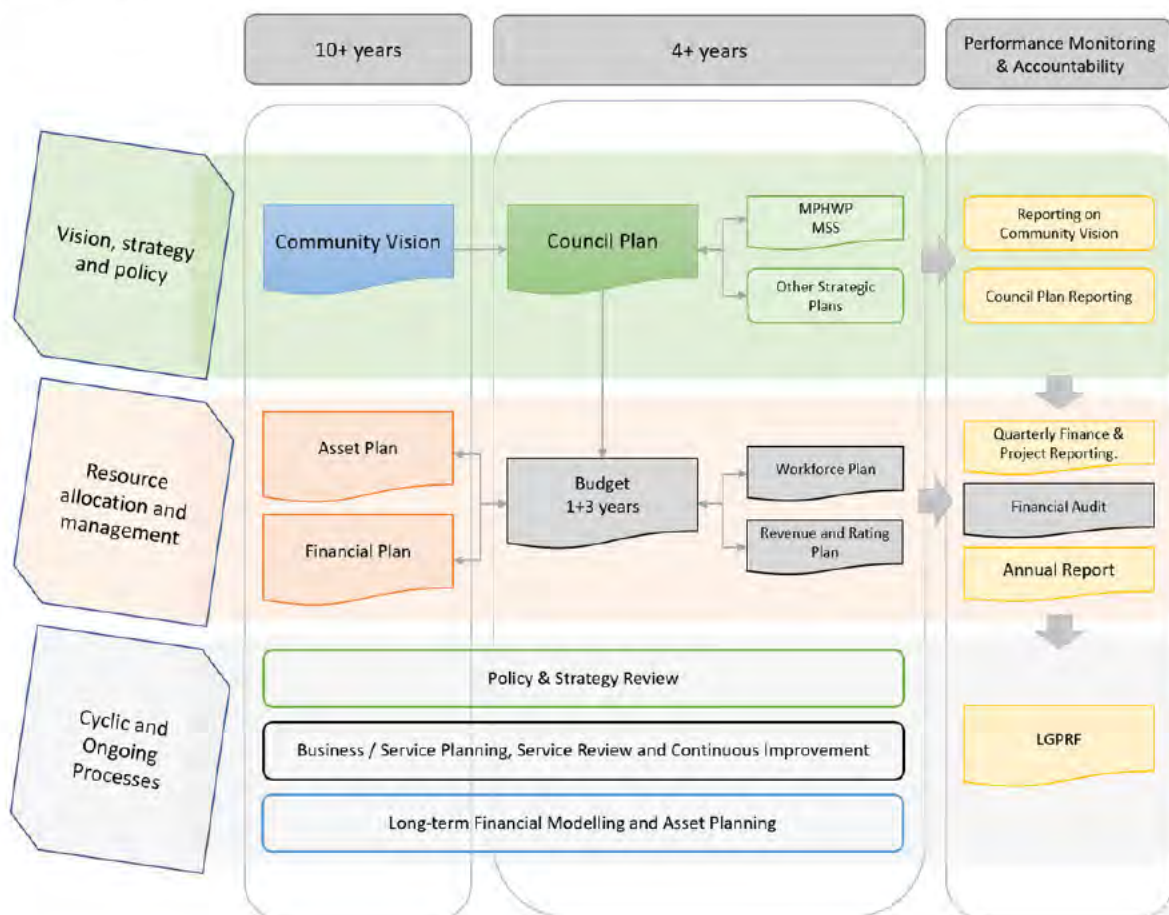 10+ years
4+ years
Performance Monitoring
& Accountability
Vision, strategy
and policy
Community Vision
Council Plan
MPHWP
MSS
Other Strategic
Plans
Reporting on
Community Vision
Council Plan Reporting
Resource
allocation and
management
Asset Plan
Financial Plan
Budget
1+3 years
Workforce Plan
Revenue and Rating
Plan
Quarterly Finance &
Project Reporting.
Financial Audit
Annual Report
Cyclic and
Ongoing
Processes
Policy & Strategy Review
Business / Service Planning, Service Review and Continuous Improvement
Long-term Financial Modelling and Asset Planning
LGPRF